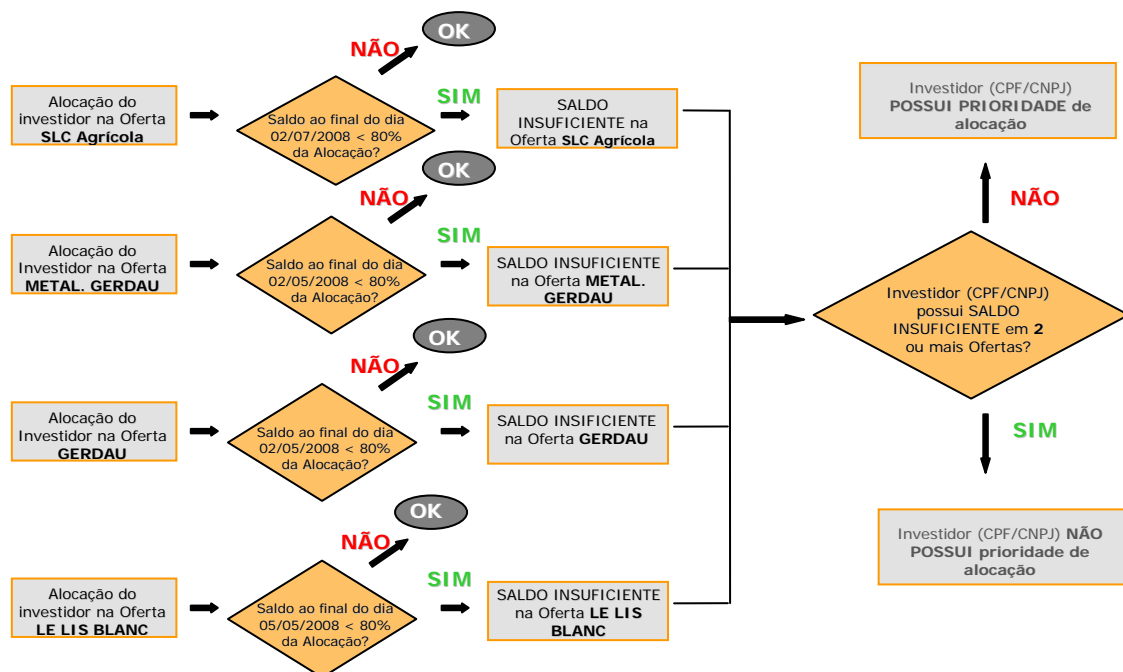 OK
NÃO
Alocação do
investidor na Oferta
SLC Agrícola
Saldo ao final do dia
02/07/2008 < 80%
da Alocação?
SIM
SALDO
INSUFICIENTE na
Oferta SLC Agrícola
OK
NÃO
Alocação do
Investidor na Oferta
METAL. GERDAU
Saldo ao final do dia
02/05/2008 < 80%
da Alocação?
SIM
SALDO INSUFICIENTE
na Oferta METAL.
GERDAU
OK
NÃO
Alocação do
Investidor na Oferta
GERDAU
Saldo ao final do dia
02/05/2008 < 80%
da Alocação?
SIM
SALDO INSIFICIENTE
na Oferta GERDAU
OK
NÃO
Alocação do
investidor na Oferta
LE LIS BLANC
Saldo ao final do dia
05/05/2008 < 80%
da Alocação?
SIM
SALDO INSUFICIENTE
na Oferta LE LIS
BLANC
Investidor (CPF/CNPJ)
POSSUI PRIORIDADE de
alocação
NÃO
Investidor (CPF/CNPJ)
possui SALDO
INSUFICIENTE em 2
ou mais Ofertas?
SIM
Investidor (CPF/CNPJ) NÃO
POSSUI prioridade de
alocação